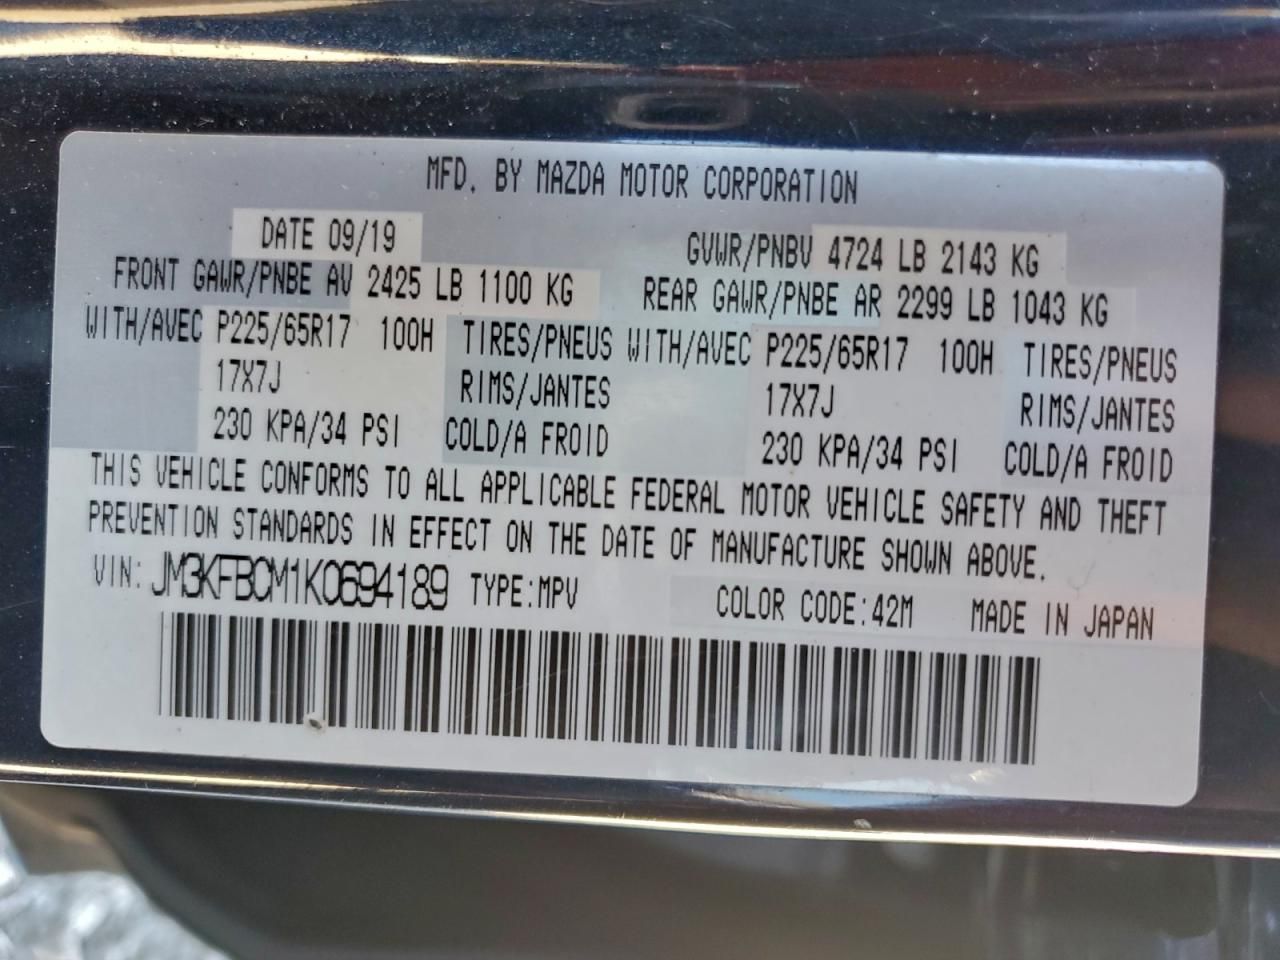 MFD. BY MAZDA MOTOR CORPORATION
DATE 09/19 GVWR/PNBV 4724 LB 2143 KG
FRONT GAWR/PNBE AV 2425 LB 1100 KG REAR GAWR/PNBE AR 2299 LB 1043 KG
WITH/AVEC P225/65R17 100H TIRES/PNEUS WITH/AVEC P225/65R17 100H TIRES/PNEUS
17X7J RIMS/JANTES 17X7J RIMS/JANTES
230 KPA/34 PSI COLD/A FROID 230 KPA/34 PSI COLD/A FROID
THIS VEHICLE CONFORMS TO ALL APPLICABLE FEDERAL MOTOR VEHICLE SAFETY AND THEFT
PREVENTION STANDARDS IN EFFECT ON THE DATE OF MANUFACTURE SHOWN ABOVE.
VIN: JM3KFBCM1K0694189 TYPE:MPV COLOR CODE:42M MADE IN JAPAN